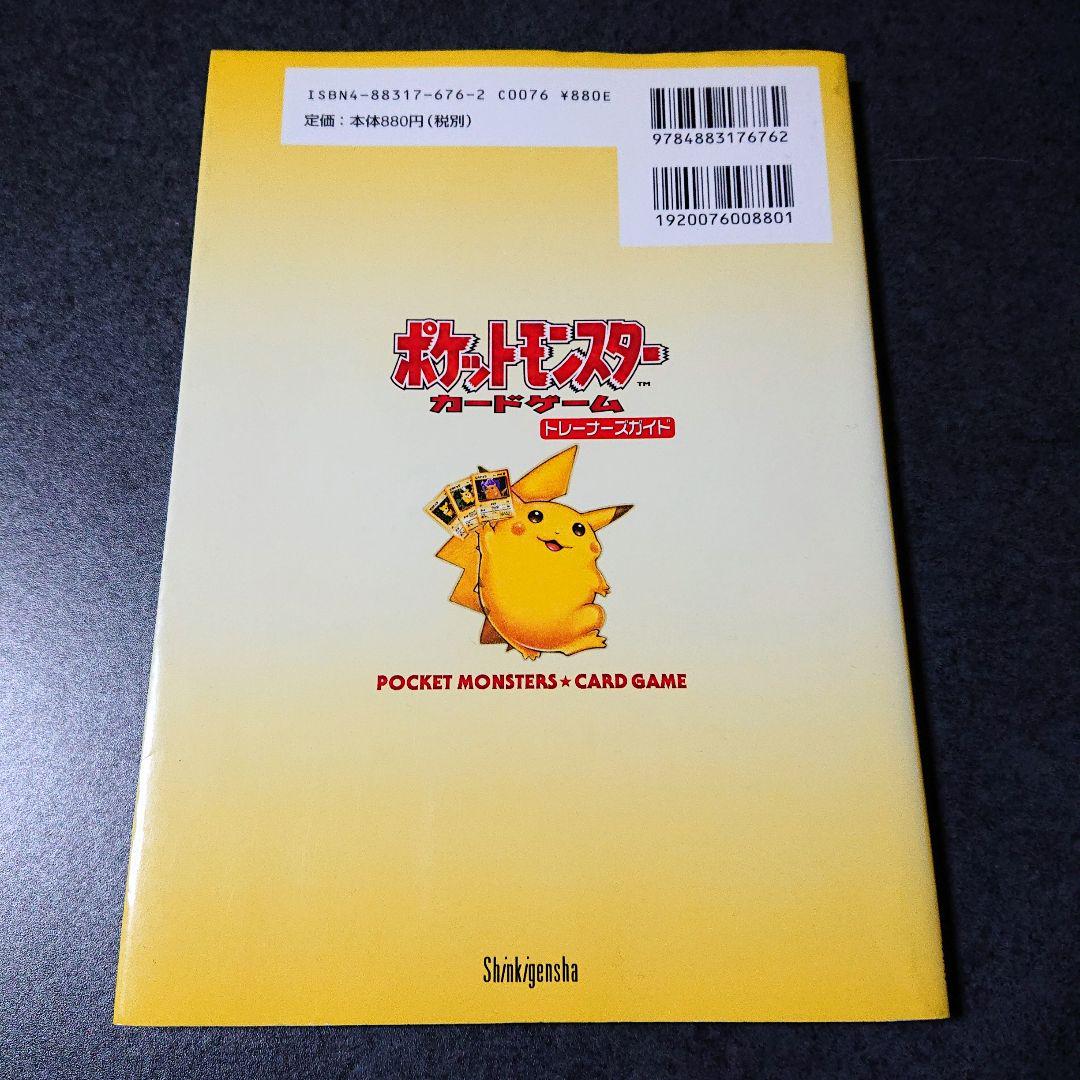 ISBN4-88317-676-2 C0076 ¥880E
定価：本体880円(税別)
9784883176762
1920076008801
ポケットモンスター
TM
カードゲーム
トレーナーズガイド
POCKET MONSTERS★CARD GAME
Shinkigensha